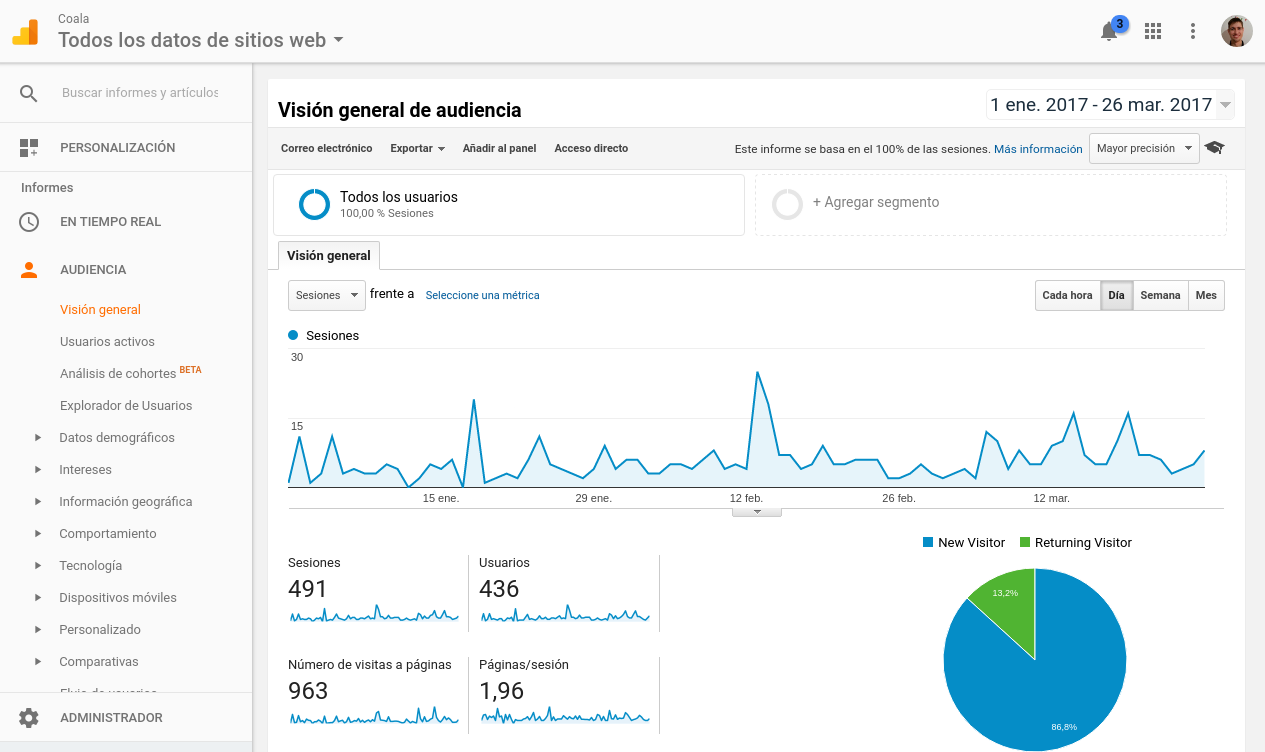 Coala
Todos los datos de sitios web
3
Buscar informes y artículos
PERSONALIZACIÓN
Informes
EN TIEMPO REAL
AUDIENCIA
Visión general
Usuarios activos
Análisis de cohortes BETA
Explorador de Usuarios
Datos demográficos
Intereses
Información geográfica
Comportamiento
Tecnología
Dispositivos móviles
Personalizado
Comparativas
Flujo de usuarios
ADMINISTRADOR
Visión general de audiencia
1 ene. 2017 - 26 mar. 2017
Correo electrónico Exportar Añadir al panel Acceso directo
Este informe se basa en el 100% de las sesiones. Más información Mayor precisión
Todos los usuarios
100,00 % Sesiones
+ Agregar segmento
Visión general
Sesiones frente a Seleccione una métrica
Cada hora Día Semana Mes
Sesiones
30
15
15 ene. 29 ene. 12 feb. 26 feb. 12 mar.
Sesiones
491
Usuarios
436
Número de visitas a páginas
963
Páginas/sesión
1,96
New Visitor Returning Visitor
13,2%
86,8%